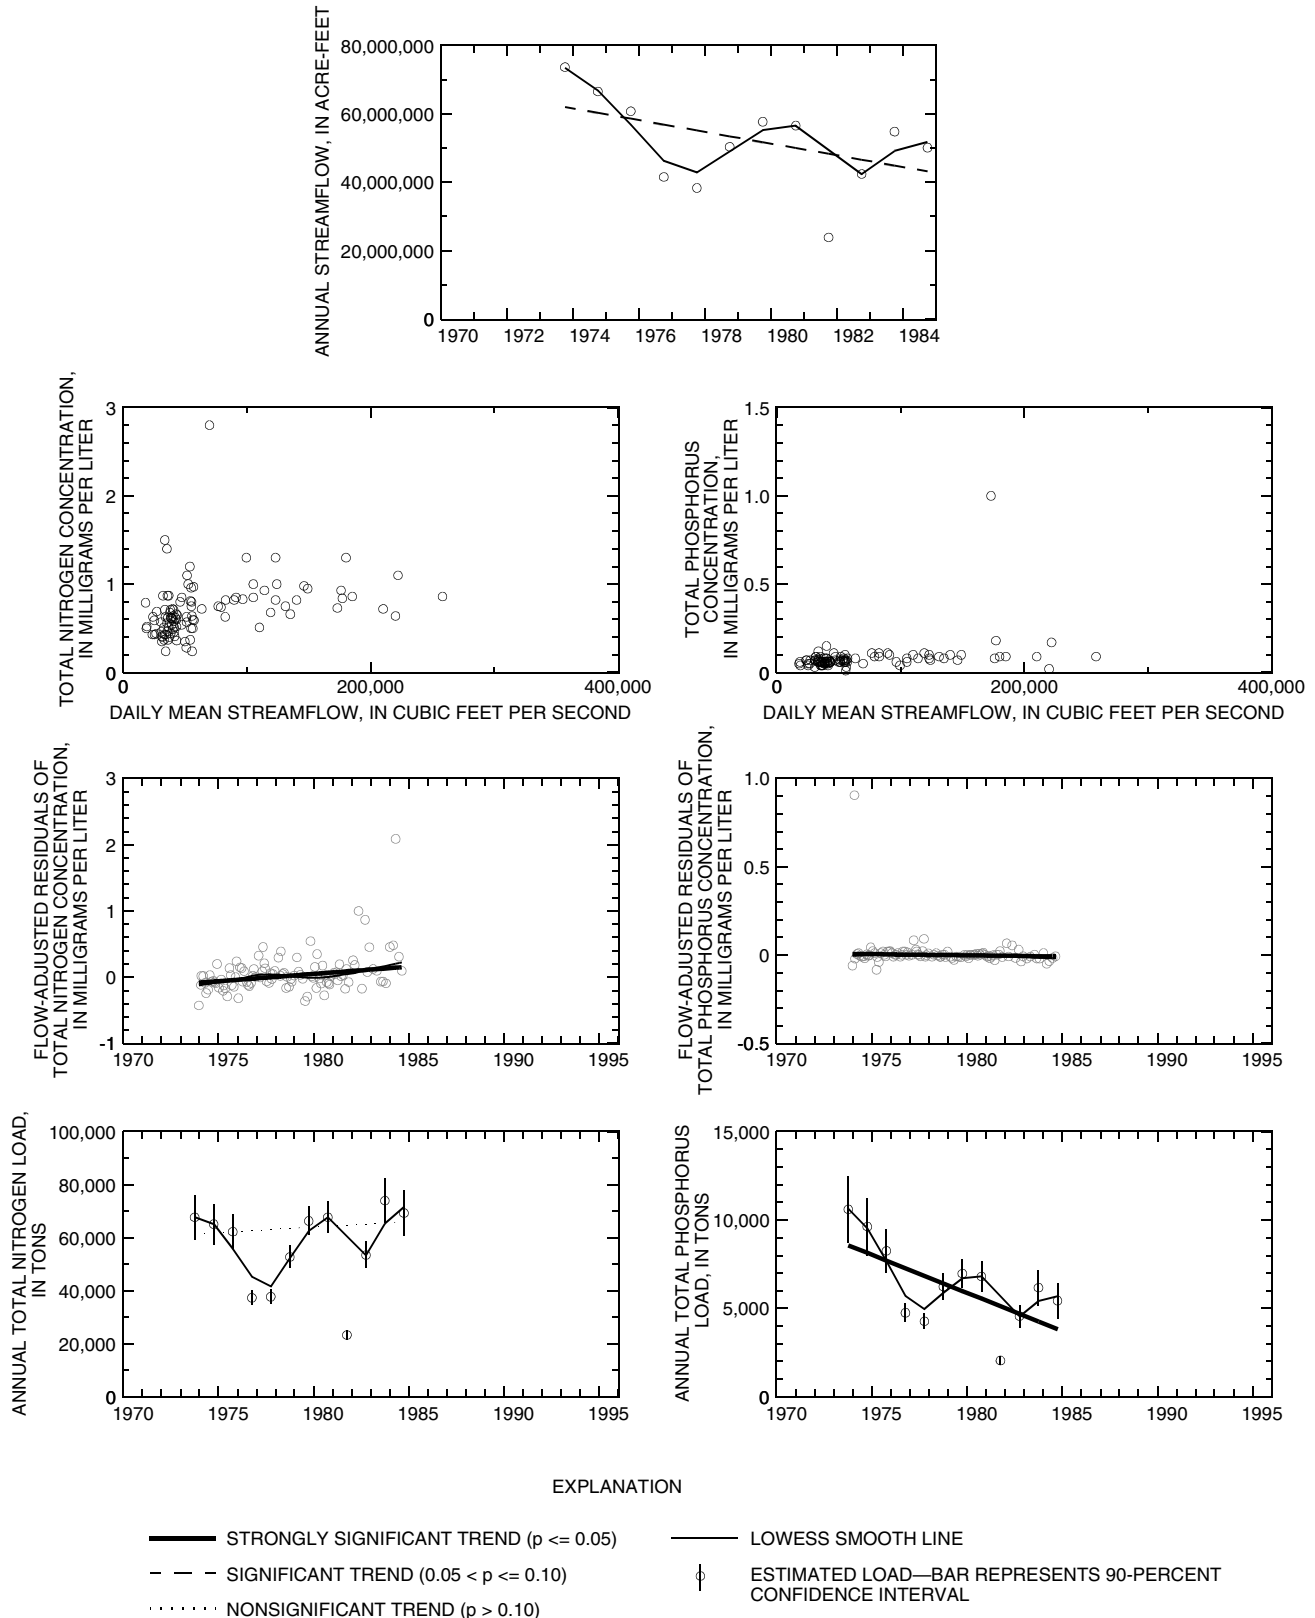 ANNUAL STREAMFLOW, IN ACRE-FEET
80,000,000
60,000,000
40,000,000
20,000,000
0
1970 1972 1974 1976 1978 1980 1982 1984
TOTAL NITROGEN CONCENTRATION,
IN MILLIGRAMS PER LITER
3
2
1
0
0 200,000 400,000
DAILY MEAN STREAMFLOW, IN CUBIC FEET PER SECOND
TOTAL PHOSPHORUS
CONCENTRATION,
IN MILLIGRAMS PER LITER
1.5
1.0
0.5
0
0 200,000 400,000
DAILY MEAN STREAMFLOW, IN CUBIC FEET PER SECOND
FLOW-ADJUSTED RESIDUALS OF
TOTAL NITROGEN CONCENTRATION,
IN MILLIGRAMS PER LITER
3
2
1
0
-1
1970 1975 1980 1985 1990 1995
FLOW-ADJUSTED RESIDUALS OF
TOTAL PHOSPHORUS CONCENTRATION,
IN MILLIGRAMS PER LITER
1.0
0.5
0
-0.5
1970 1975 1980 1985 1990 1995
ANNUAL TOTAL NITROGEN LOAD,
IN TONS
100,000
80,000
60,000
40,000
20,000
0
1970 1975 1980 1985 1990 1995
ANNUAL TOTAL PHOSPHORUS
LOAD, IN TONS
15,000
10,000
5,000
0
1970 1975 1980 1985 1990 1995
EXPLANATION
STRONGLY SIGNIFICANT TREND (p <= 0.05)
SIGNIFICANT TREND (0.05 < p <= 0.10)
NONSIGNIFICANT TREND (p > 0.10)
LOWESS SMOOTH LINE
ESTIMATED LOAD—BAR REPRESENTS 90-PERCENT
CONFIDENCE INTERVAL